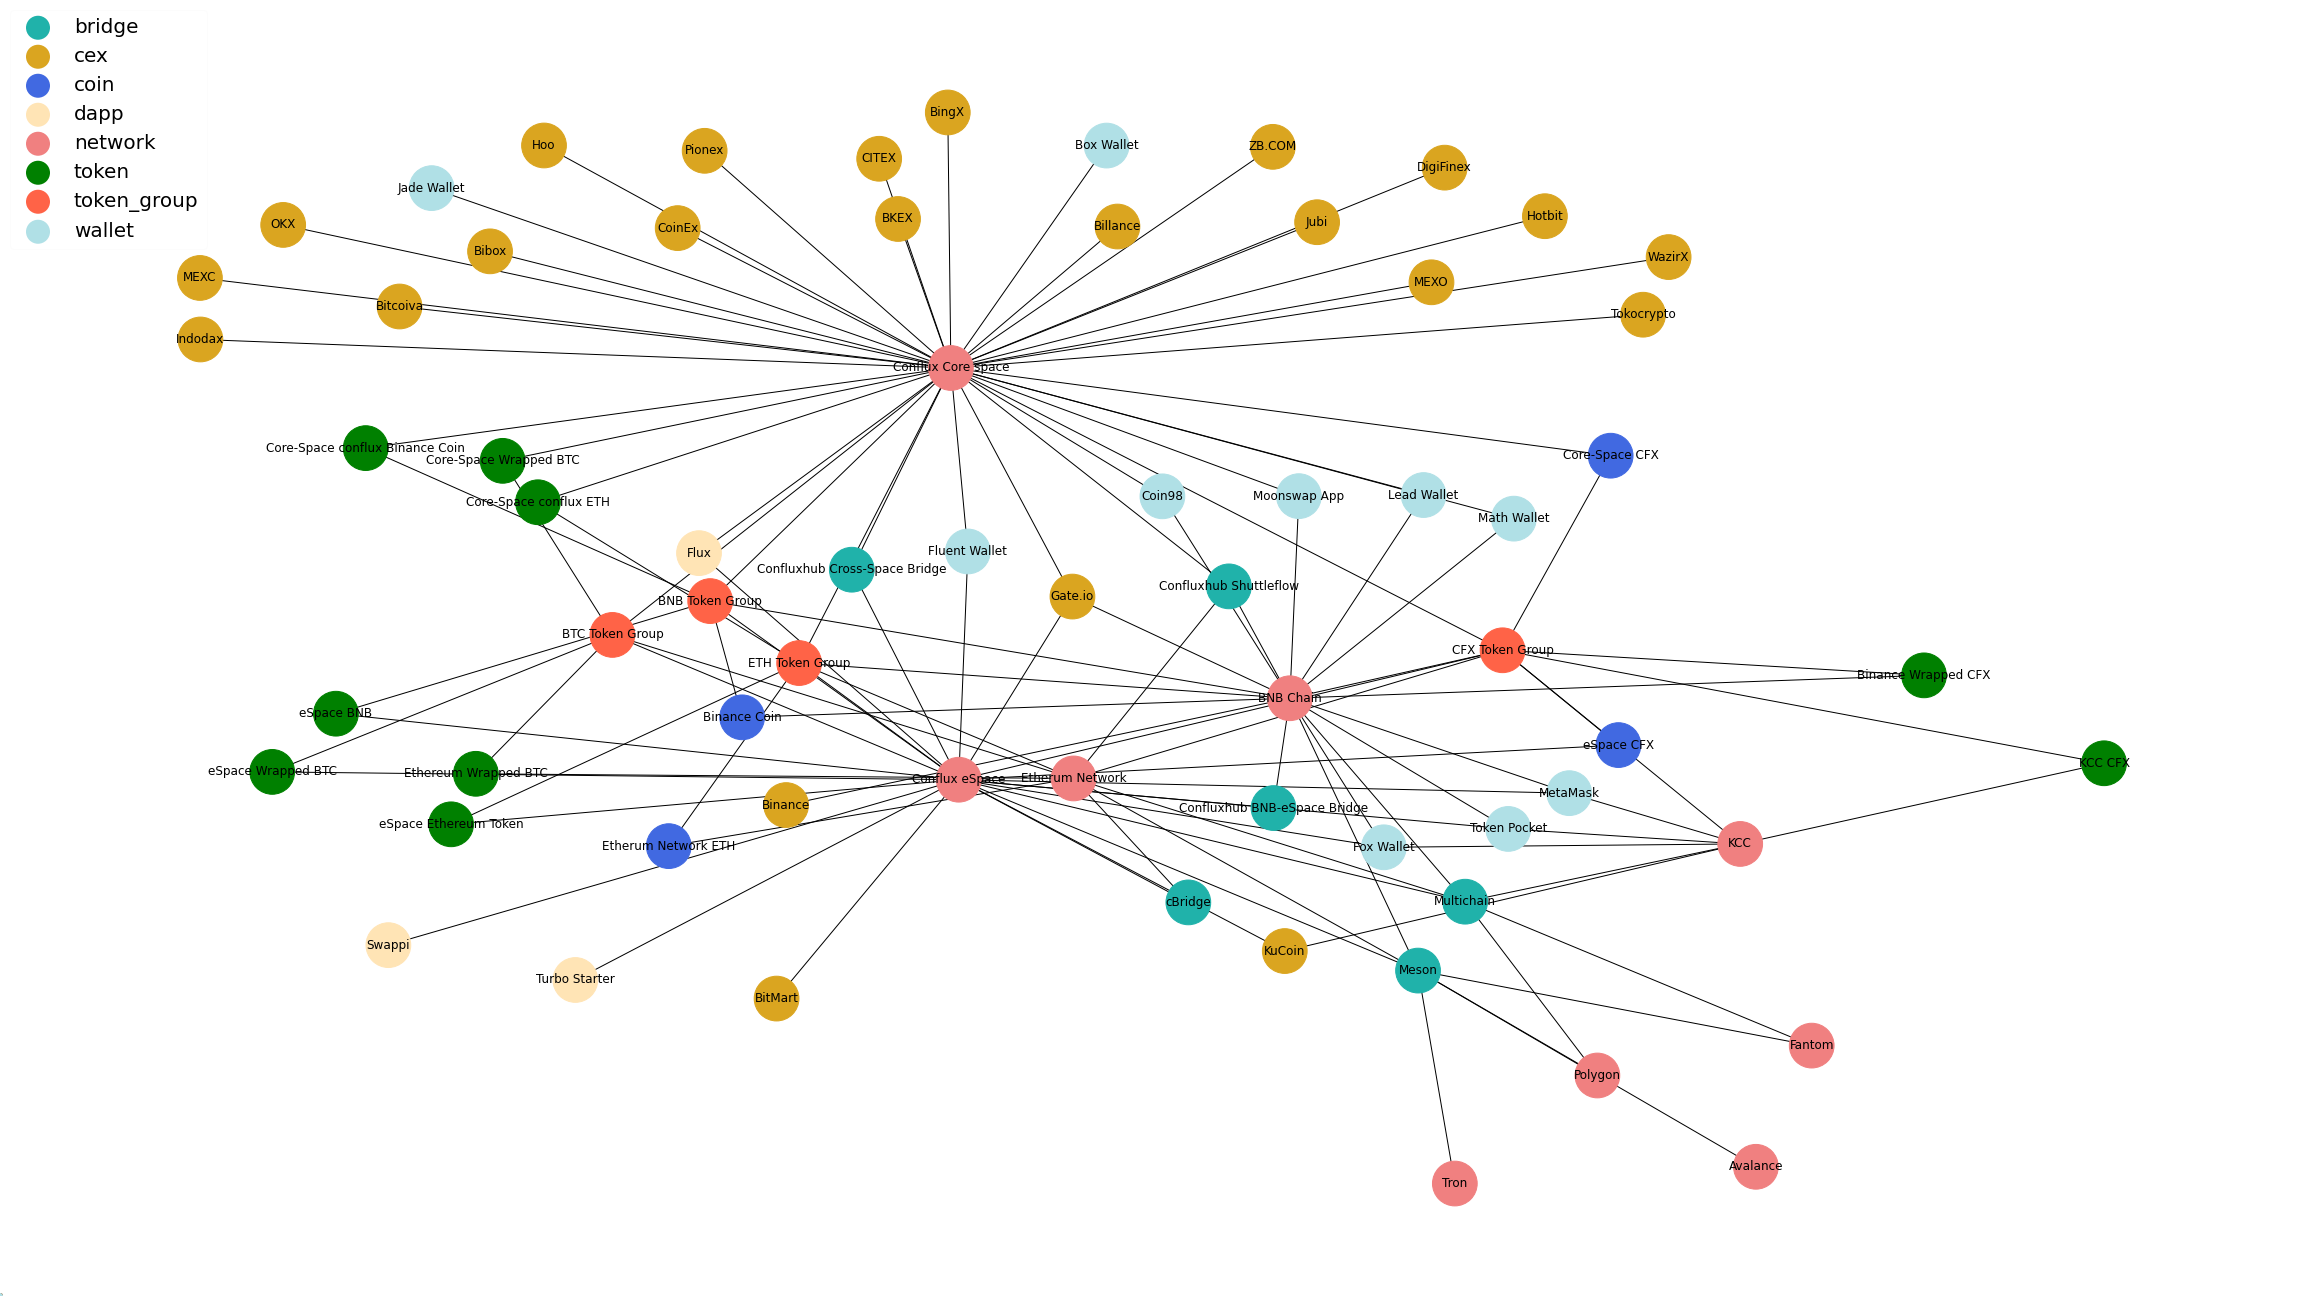 bridge
cex
coin
dapp
network
token
token_group
wallet
BingX
Hoo
Pionex
CITEX
Box Wallet
ZB.COM
DigiFinex
Jade Wallet
OKX
CoinEx
BKEX
Billance
Jubi
Hotbit
Bibox
WazirX
MEXC
MEXO
Bitcoiva
Tokocrypto
Indodax
Conflux Core space
Core-Space conflux Binance Coin
Core-Space Wrapped BTC
Core-Space CFX
Core-Space conflux ETH
Coin98
Moonswap App
Lead Wallet
Math Wallet
Flux
Fluent Wallet
Confluxhub Cross-Space Bridge
Confluxhub Shuttleflow
Gate.io
BNB Token Group
BTC Token Group
CFX Token Group
ETH Token Group
Binance Wrapped CFX
BNB Chain
eSpace BNB
Binance Coin
eSpace CFX
KCC CFX
eSpace Wrapped BTC
Ethereum Wrapped BTC
Conflux eSpace
Etherum Network
MetaMask
Binance
Confluxhub BNB-eSpace Bridge
eSpace Ethereum Token
Token Pocket
Etherum Network ETH
Fox Wallet
KCC
cBridge
Multichain
Swappi
KuCoin
Meson
Turbo Starter
BitMart
Fantom
Polygon
Avalance
Tron